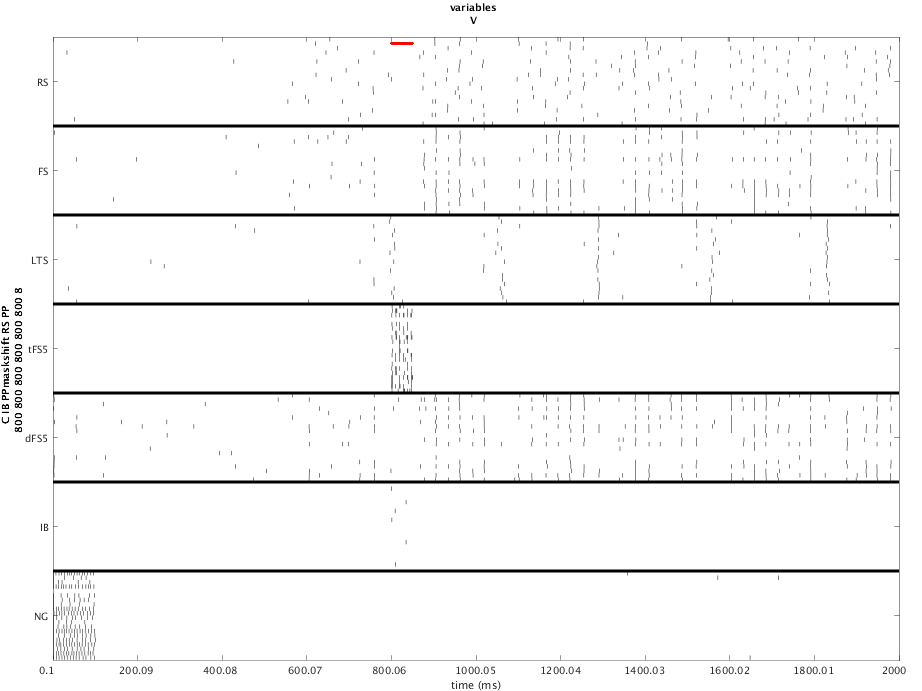 variables
V
RS
FS
LTS
tFS5
dFS5
IB
NG
C IB PPmaskshift RS PP
800 800 800 800 800 800 8
0.1 200.09 400.08 600.07 800.06 1000.05 1200.04 1400.03 1600.02 1800.01 2000
time (ms)